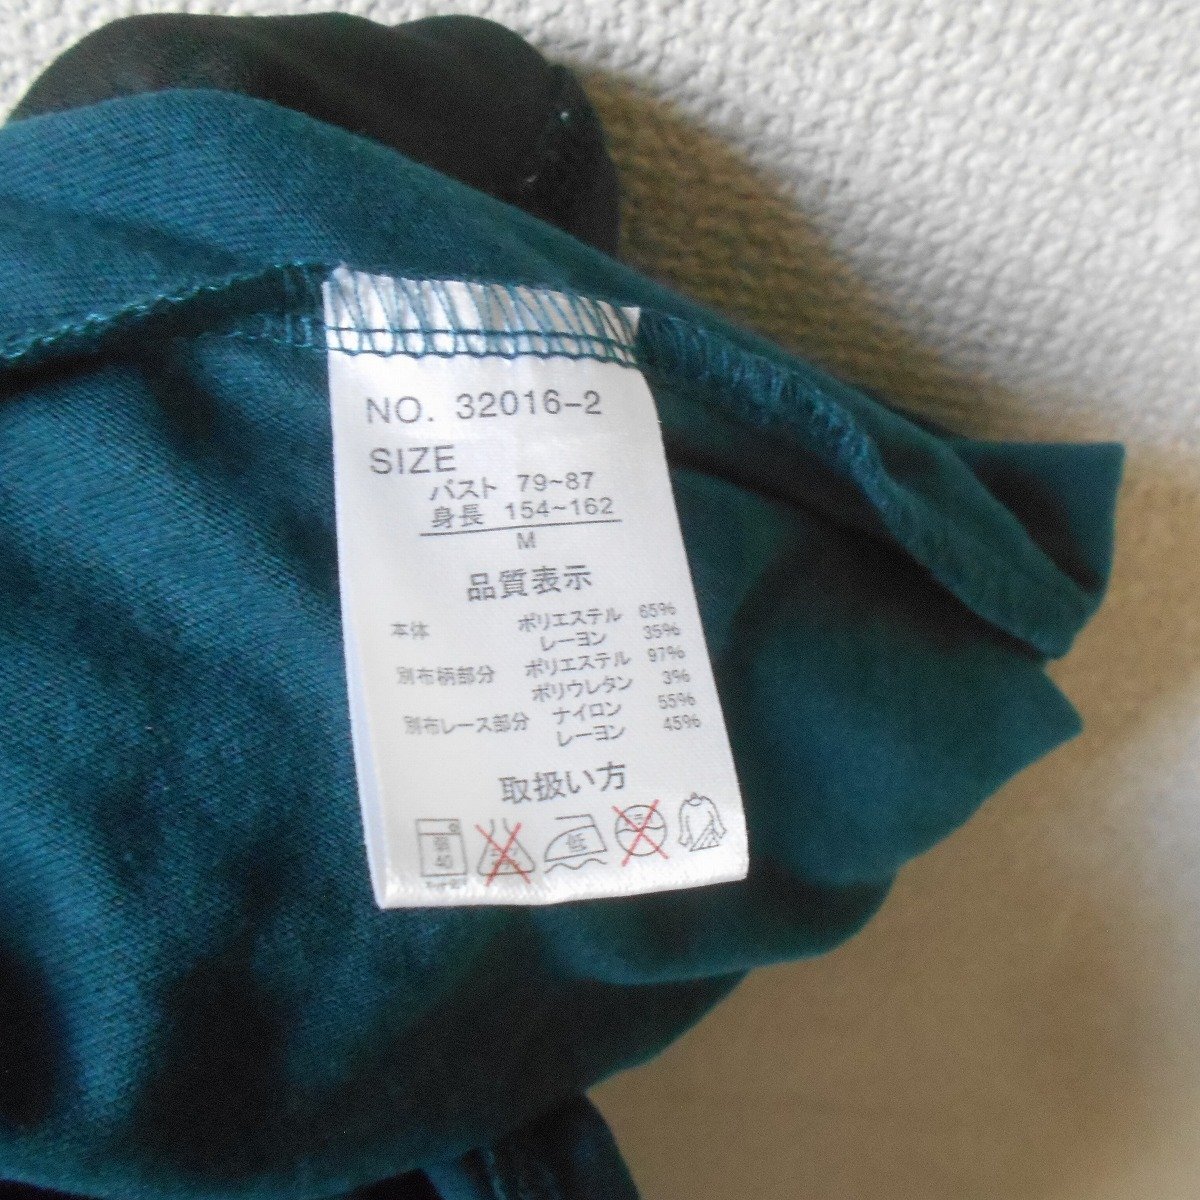 NO. 32016-2
SIZE
バスト 79~87
身長 154~162
M
品質表示
本体 ポリエステル 65%
レーヨン 35%
別布柄部分 ポリエステル 97%
ポリウレタン 3%
別布レース部分 ナイロン 55%
レーヨン 45%
取扱い方
弱
40
低